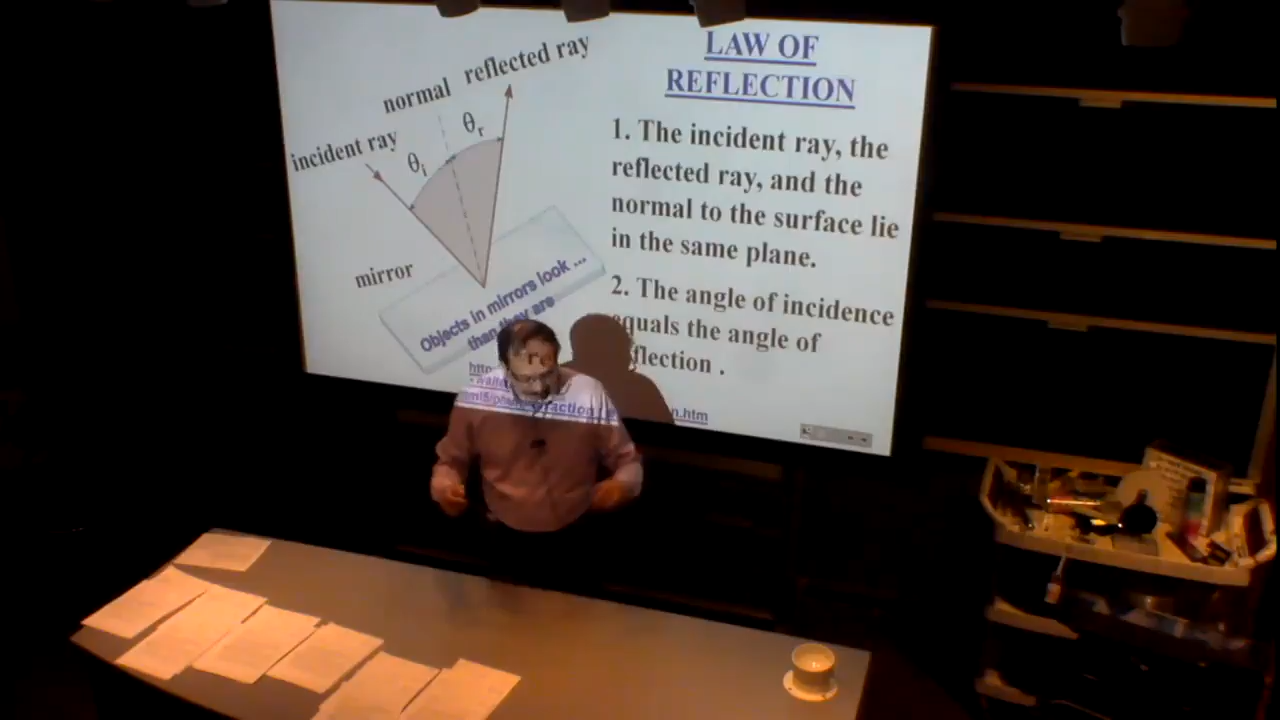 reflected ray
normal
θr
incident ray
θi
mirror
Objects in mirrors look ...
than they are
LAW OF
REFLECTION
1. The incident ray, the
reflected ray, and the
normal to the surface lie
in the same plane.
2. The angle of incidence
equals the angle of
flection .
n.htm